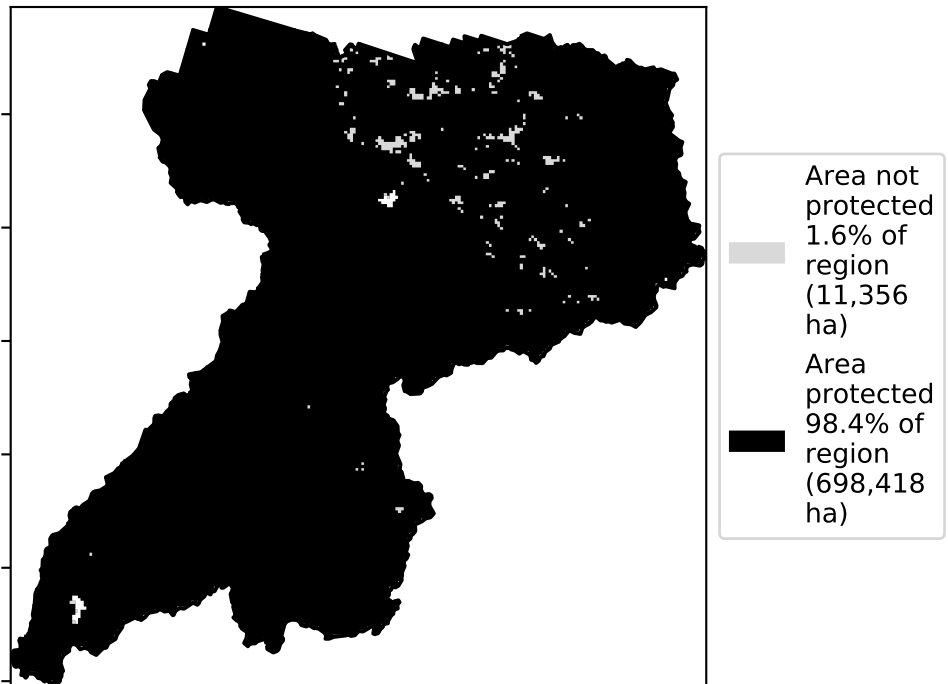 Area not
protected
1.6% of
region
(11,356
ha)
Area
protected
98.4% of
region
(698,418
ha)